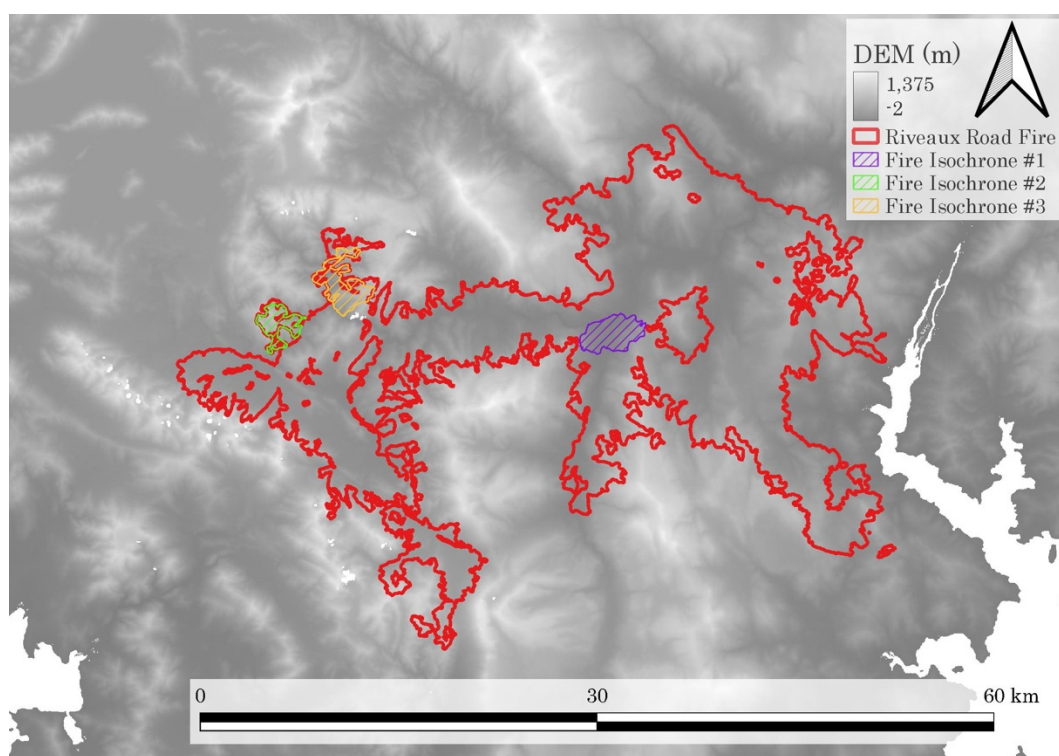 DEM (m)
1,375
-2
Riveaux Road Fire
Fire Isochrone #1
Fire Isochrone #2
Fire Isochrone #3
0 30 60 km